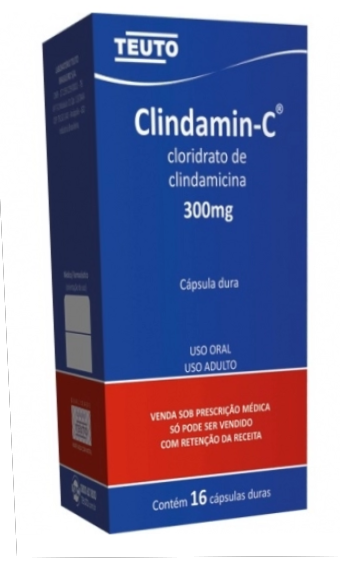 TEUTO
Clindamin-C®
cloridrato de
clindamicina
300mg
Cápsula dura
USO ORAL
USO ADULTO
VENDA SOB PRESCRIÇÃO MÉDICA
SÓ PODE SER VENDIDO
COM RETENÇÃO DA RECEITA
Contém 16 cápsulas duras